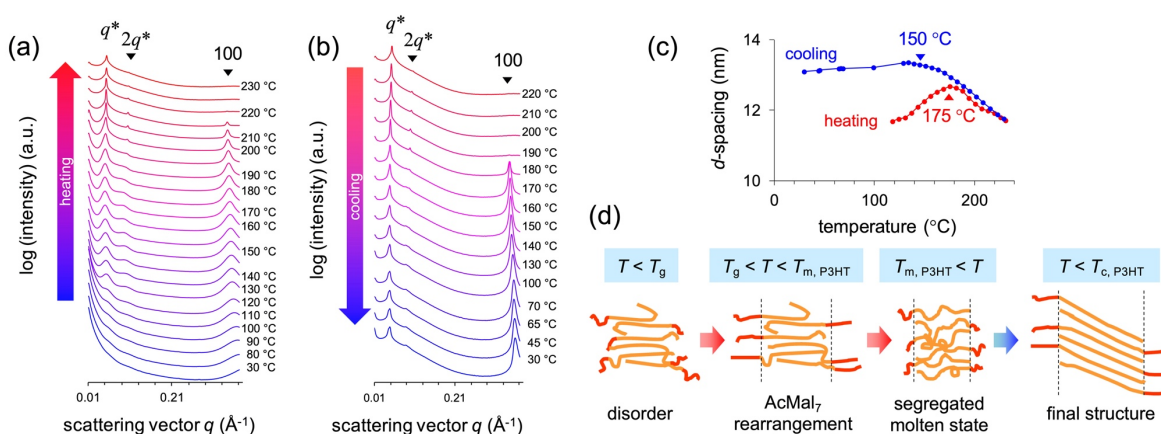 (a)
q*
2q*
100
log (intensity) (a.u.)
heating
230 °C
220 °C
210 °C
200 °C
190 °C
180 °C
170 °C
160 °C
150 °C
140 °C
130 °C
120 °C
110 °C
100 °C
90 °C
80 °C
30 °C
0.01
0.21
scattering vector q (Å-1)
(b)
q*
2q*
100
log (intensity) (a.u.)
cooling
220 °C
210 °C
200 °C
190 °C
180 °C
170 °C
160 °C
150 °C
140 °C
130 °C
100 °C
70 °C
65 °C
45 °C
30 °C
0.01
0.21
scattering vector q (Å-1)
(c)
14
13
12
11
10
d-spacing (nm)
cooling
150 °C
heating
175 °C
0
100
200
temperature (°C)
(d)
T < Tg
Tg < T < Tm, P3HT
Tm, P3HT < T
T < Tc, P3HT
disorder
AcMal7
rearrangement
segregated
molten state
final structure